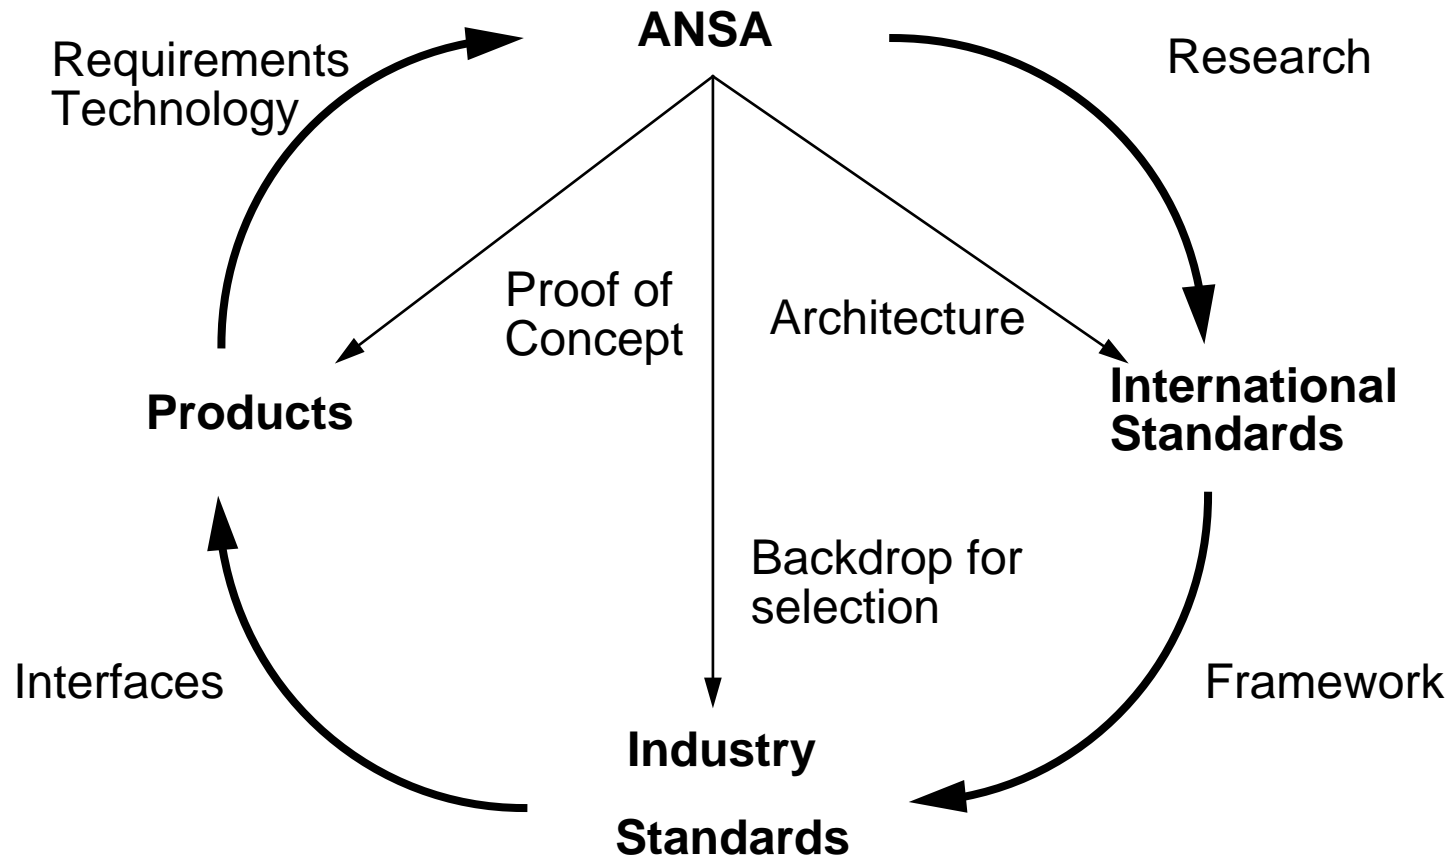 ANSA
Requirements
Technology
Research
Proof of
Concept
Architecture
Products
International
Standards
Backdrop for
selection
Interfaces
Framework
Industry
Standards